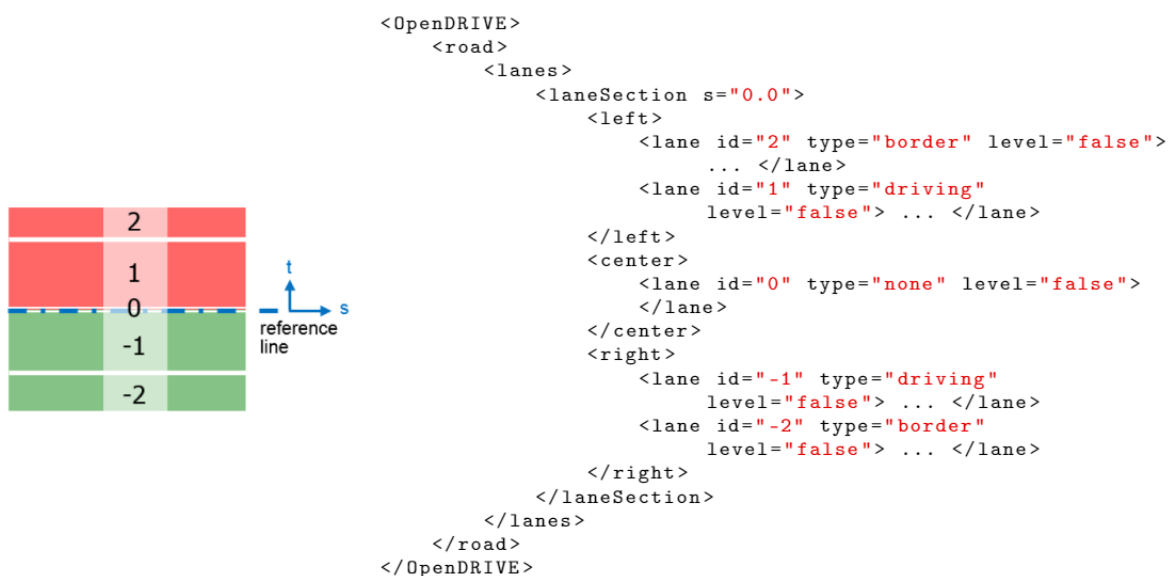 2
1
0
-1
-2
t
s
reference
line
<OpenDRIVE>
    <road>
        <lanes>
            <laneSection s="0.0">
                <left>
                    <lane id="2" type="border" level="false">
                          ... </lane>
                    <lane id="1" type="driving"
                          level="false"> ... </lane>
                </left>
                <center>
                    <lane id="0" type="none" level="false">
                    </lane>
                </center>
                <right>
                    <lane id="-1" type="driving"
                          level="false"> ... </lane>
                    <lane id="-2" type="border"
                          level="false"> ... </lane>
                </right>
            </laneSection>
        </lanes>
    </road>
</OpenDRIVE>